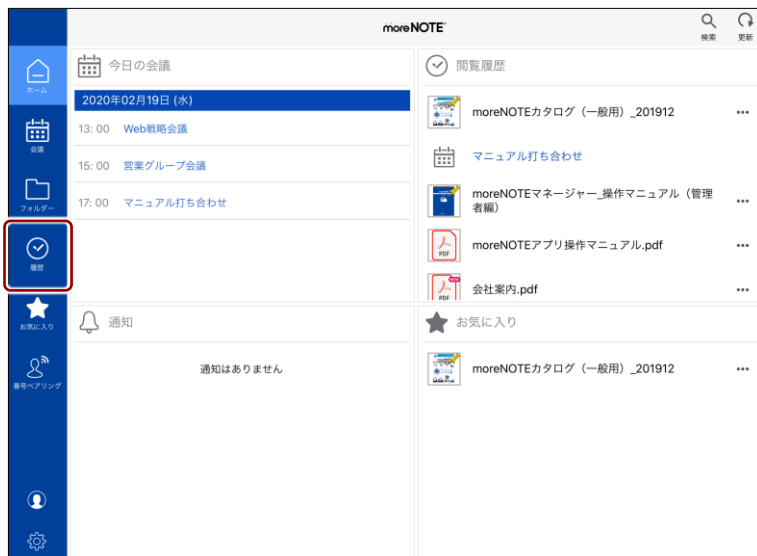 moreNOTE
検索
更新
ホーム
会議
フォルダー
履歴
お気に入り
番号ペアリング
今日の会議
2020年02月19日 (水)
13:00 Web戦略会議
15:00 営業グループ会議
17:00 マニュアル打ち合わせ
閲覧履歴
moreNOTEカタログ（一般用）_201912
マニュアル打ち合わせ
moreNOTEマネージャー_操作マニュアル（管理
者編）
PDF
moreNOTEアプリ操作マニュアル.pdf
PDF
会社案内.pdf
通知
通知はありません
お気に入り
moreNOTEカタログ（一般用）_201912